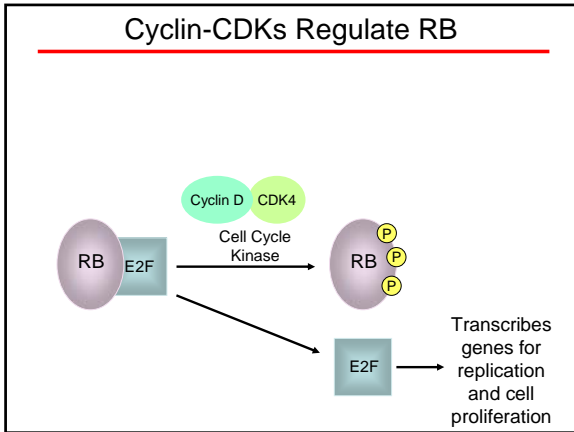 Cyclin-CDKs Regulate RB
Cyclin D
CDK4
Cell Cycle
Kinase
RB
E2F
RB
P
P
P
E2F
Transcribes
genes for
replication
and cell
proliferation